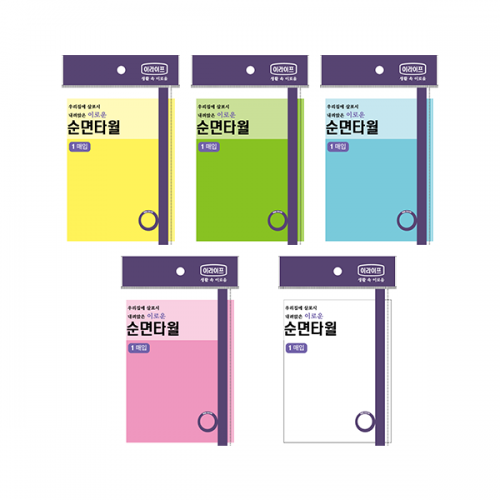 이라이프
생활 속 이로움
우리집에 살포시
내려앉은 이로운
순면타월
1 매입
이라이프
생활 속 이로움
우리집에 살포시
내려앉은 이로운
순면타월
1 매입
이라이프
생활 속 이로움
우리집에 살포시
내려앉은 이로운
순면타월
1 매입
이라이프
생활 속 이로움
우리집에 살포시
내려앉은 이로운
순면타월
1 매입
이라이프
생활 속 이로움
우리집에 살포시
내려앉은 이로운
순면타월
1 매입